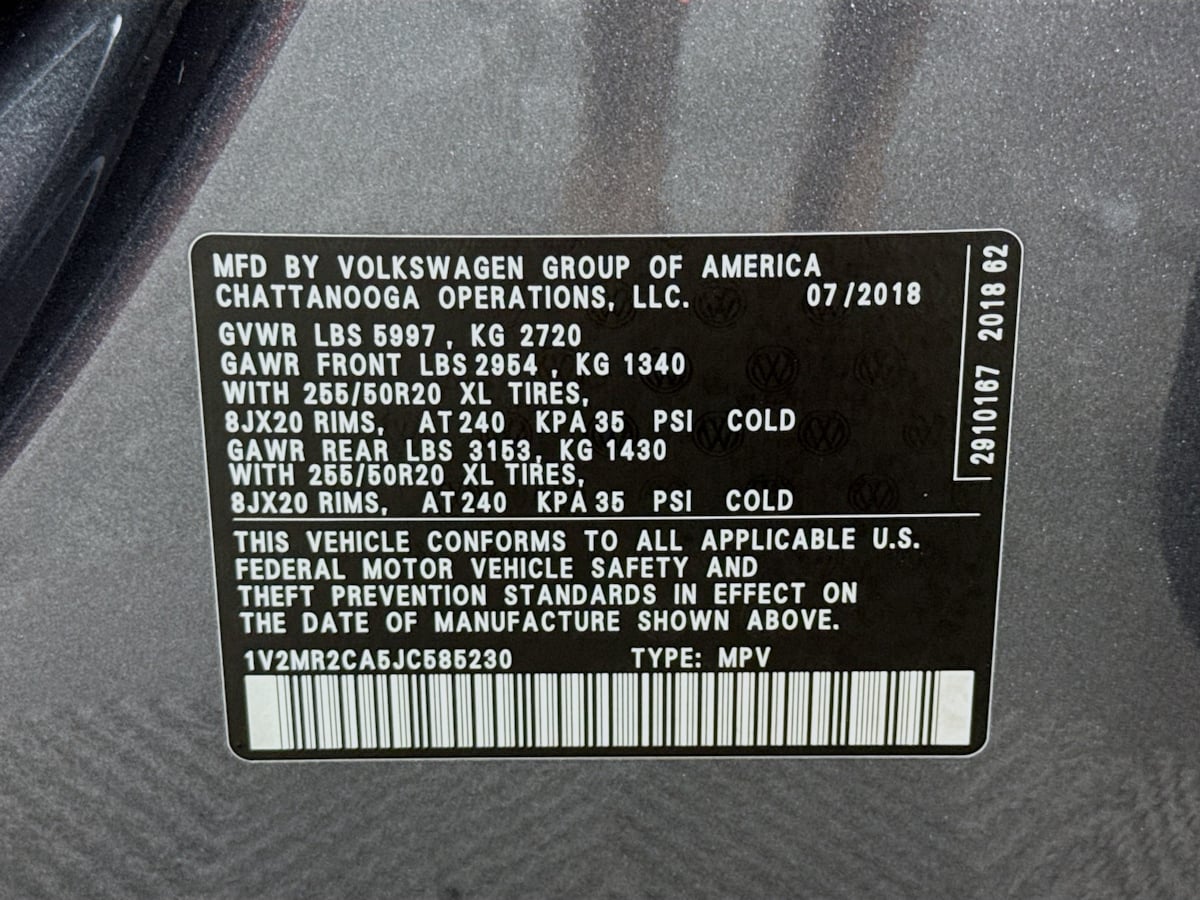 MFD BY VOLKSWAGEN GROUP OF AMERICA
CHATTANOOGA OPERATIONS, LLC. 07/2018
GVWR LBS 5997, KG 2720
GAWR FRONT LBS 2954, KG 1340
WITH 255/50R20 XL TIRES,
8JX20 RIMS, AT 240 KPA 35 PSI COLD
GAWR REAR LBS 3153, KG 1430
WITH 255/50R20 XL TIRES,
8JX20 RIMS, AT 240 KPA 35 PSI COLD
THIS VEHICLE CONFORMS TO ALL APPLICABLE U.S.
FEDERAL MOTOR VEHICLE SAFETY AND
THEFT PREVENTION STANDARDS IN EFFECT ON
THE DATE OF MANUFACTURE SHOWN ABOVE.
1V2MR2CA5JC585230 TYPE: MPV
2910167 2018 62